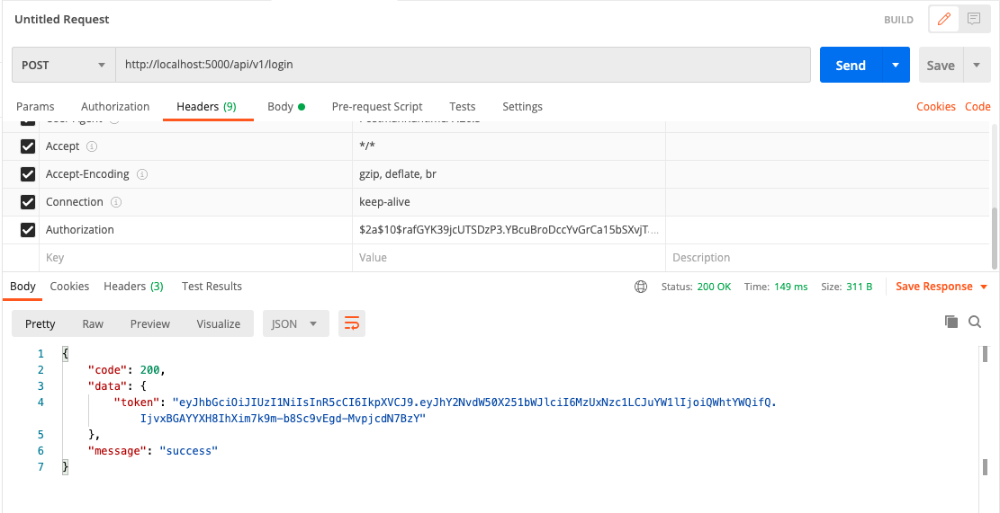 Untitled Request
BUILD
POST
http://localhost:5000/api/v1/login
Send
Save
Params
Authorization
Headers (9)
Body
Pre-request Script
Tests
Settings
Cookies
Code
Accept
*/*
Accept-Encoding
gzip, deflate, br
Connection
keep-alive
Authorization
$2a$10$rafGYK39jcUTSDzP3.YBcuBroDccYvGrCa15bSXvjT....
Key
Value
Description
Body
Cookies
Headers (3)
Test Results
Status: 200 OK
Time: 149 ms
Size: 311 B
Save Response
Pretty
Raw
Preview
Visualize
JSON
1 {
2 "code": 200,
3 "data": {
4 "token": "eyJhbGciOiJIUzI1NiIsInR5cCI6IkpXVCJ9.eyJhY2NvdW50X251bWJlciI6MzUxNzc1LCJuYW1lIjoiQWhtYWQifQ.
IjvxBGAYYXH8IhXim7k9m-b8Sc9vEgd-MvpjcdN7BzY"
5 },
6 "message": "success"
7 }